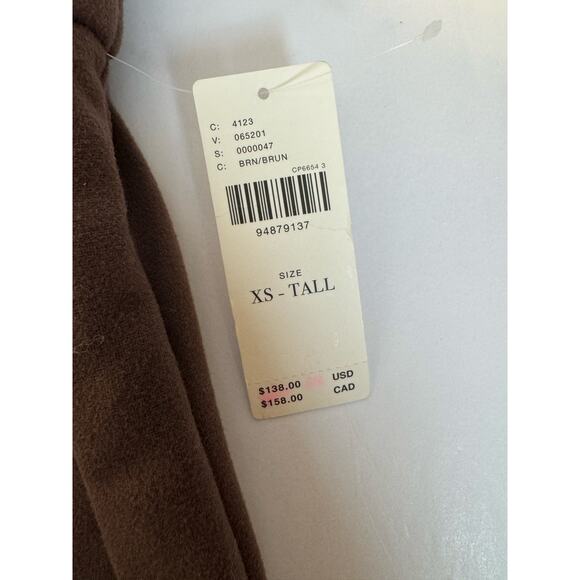 C: 4123
V: 065201
S: 0000047
C: BRN/BRUN
CP6654 3
94879137
SIZE
XS - TALL
$138.00 USD
$158.00 CAD